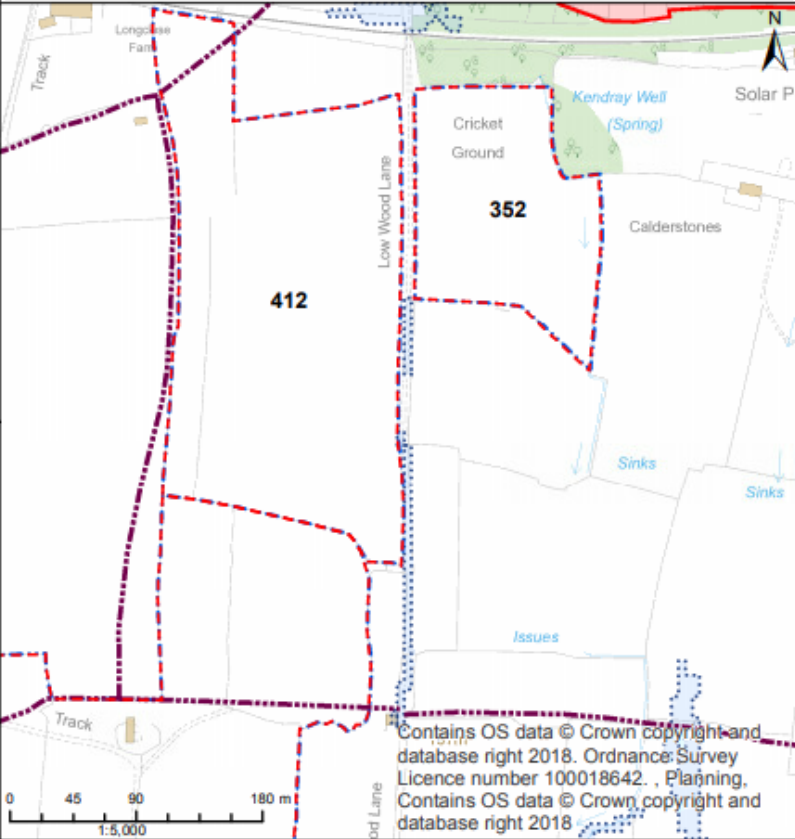 Longclose
Farm
Track
N
Kendray Well
(Spring)
Solar P
Cricket
Ground
Low Wood Lane
352
Calderstones
412
Sinks
Sinks
Issues
Track
Contains OS data © Crown copyright and
database right 2018. Ordnance Survey
Licence number 100018642. , Planning,
Contains OS data © Crown copyright and
database right 2018
od Lane
0 45 90 180 m
1:5,000